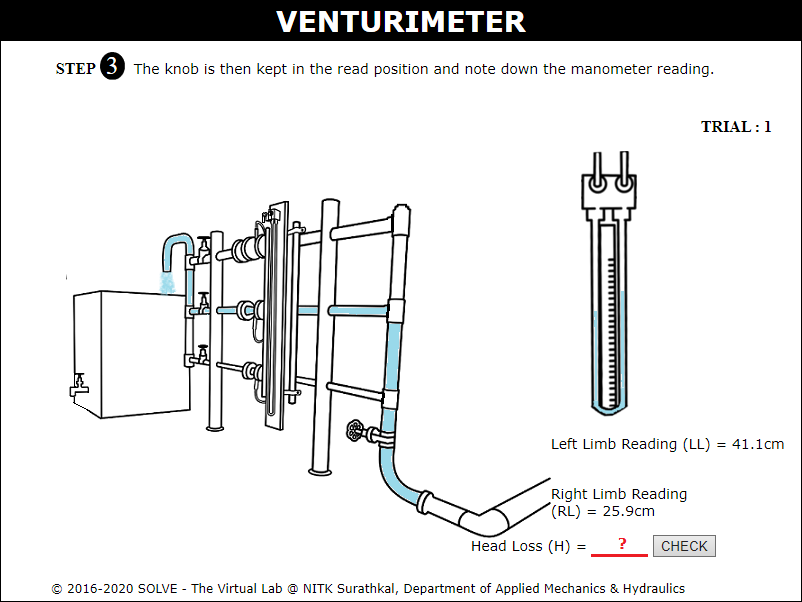 VENTURIMETER
STEP 3 The knob is then kept in the read position and note down the manometer reading.
TRIAL : 1
Left Limb Reading (LL) = 41.1cm
Right Limb Reading
(RL) = 25.9cm
Head Loss (H) = ? CHECK
© 2016-2020 SOLVE - The Virtual Lab @ NITK Surathkal, Department of Applied Mechanics & Hydraulics